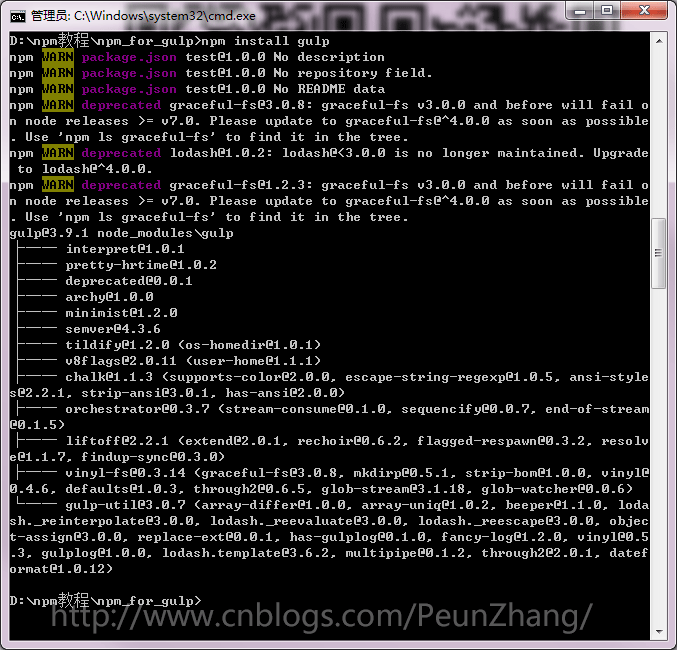 管理员: C:\Windows\system32\cmd.exe
D:\npm教程\npm_for_gulp>npm install gulp
npm WARN package.json test@1.0.0 No description
npm WARN package.json test@1.0.0 No repository field.
npm WARN package.json test@1.0.0 No README data
npm WARN deprecated graceful-fs@3.0.8: graceful-fs v3.0.0 and before will fail o
n node releases >= v7.0. Please update to graceful-fs@^4.0.0 as soon as possible
. Use 'npm ls graceful-fs' to find it in the tree.
npm WARN deprecated lodash@1.0.2: lodash@<3.0.0 is no longer maintained. Upgrade
 to lodash@^4.0.0.
npm WARN deprecated graceful-fs@1.2.3: graceful-fs v3.0.0 and before will fail o
n node releases >= v7.0. Please update to graceful-fs@^4.0.0 as soon as possible
. Use 'npm ls graceful-fs' to find it in the tree.
gulp@3.9.1 node_modules\gulp
├── interpret@1.0.1
├── pretty-hrtime@1.0.2
├── deprecated@0.0.1
├── archy@1.0.0
├── minimist@1.2.0
├── semver@4.3.6
├── tildify@1.2.0 (os-homedir@1.0.1)
├── v8flags@2.0.11 (user-home@1.1.1)
├── chalk@1.1.3 (supports-color@2.0.0, escape-string-regexp@1.0.5, ansi-style
s@2.2.1, strip-ansi@3.0.1, has-ansi@2.0.0)
├── orchestrator@0.3.7 (stream-consume@0.1.0, sequencify@0.0.7, end-of-stream
@0.1.5)
├── liftoff@2.2.1 (extend@2.0.1, rechoir@0.6.2, flagged-respawn@0.3.2, resolv
e@1.1.7, findup-sync@0.3.0)
├── vinyl-fs@0.3.14 (graceful-fs@3.0.8, mkdirp@0.5.1, strip-bom@1.0.0, vinyl@
0.4.6, defaults@1.0.3, through2@0.6.5, glob-stream@3.1.18, glob-watcher@0.0.6)
└── gulp-util@3.0.7 (array-differ@1.0.0, array-uniq@1.0.2, beeper@1.1.0, loda
sh._reinterpolate@3.0.0, lodash._reevaluate@3.0.0, lodash._reescape@3.0.0, objec
t-assign@3.0.0, replace-ext@0.0.1, has-gulplog@0.1.0, fancy-log@1.2.0, vinyl@0.5
.3, gulplog@1.0.0, lodash.template@3.6.2, multipipe@0.1.2, through2@2.0.1, datef
ormat@1.0.12)
D:\npm教程\npm_for_gulp>
http://www.cnblogs.com/PeunZhang/